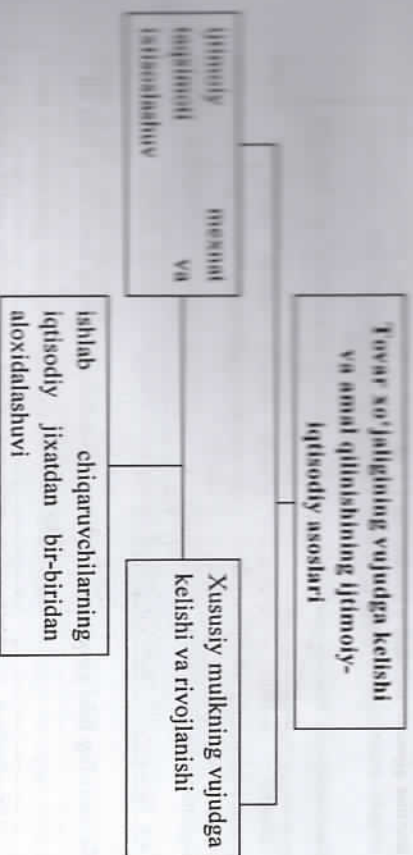 Tovar xo'jaligining vujudga kelishi
va amal qilinishining ijtimoiy-
iqtisodiy asoslari
ijtimoiy mexnat
taqsimoti va
ixtisoslashuv
Xususiy mulkning vujudga
kelishi va rivojlanishi
ishlab chiqaruvchilarning
iqtisodiy jixatdan bir-biridan
aloxidalashuvi